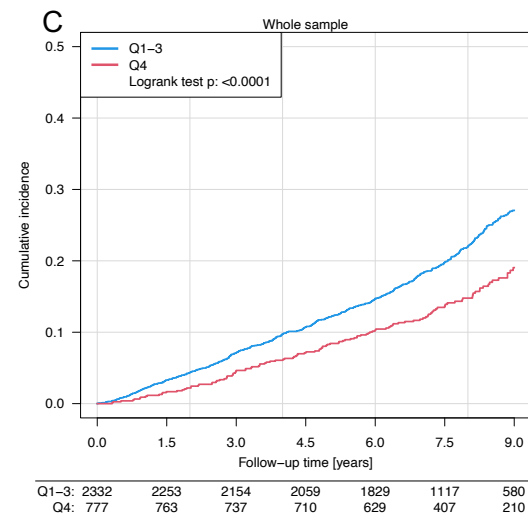 C
Whole sample
Q1−3
Q4
Logrank test p: <0.0001
Cumulative incidence
0.5
0.4
0.3
0.2
0.1
0.0
0.0 1.5 3.0 4.5 6.0 7.5 9.0
Follow−up time [years]
Q1−3: 2332 2253 2154 2059 1829 1117 580
Q4: 777 763 737 710 629 407 210